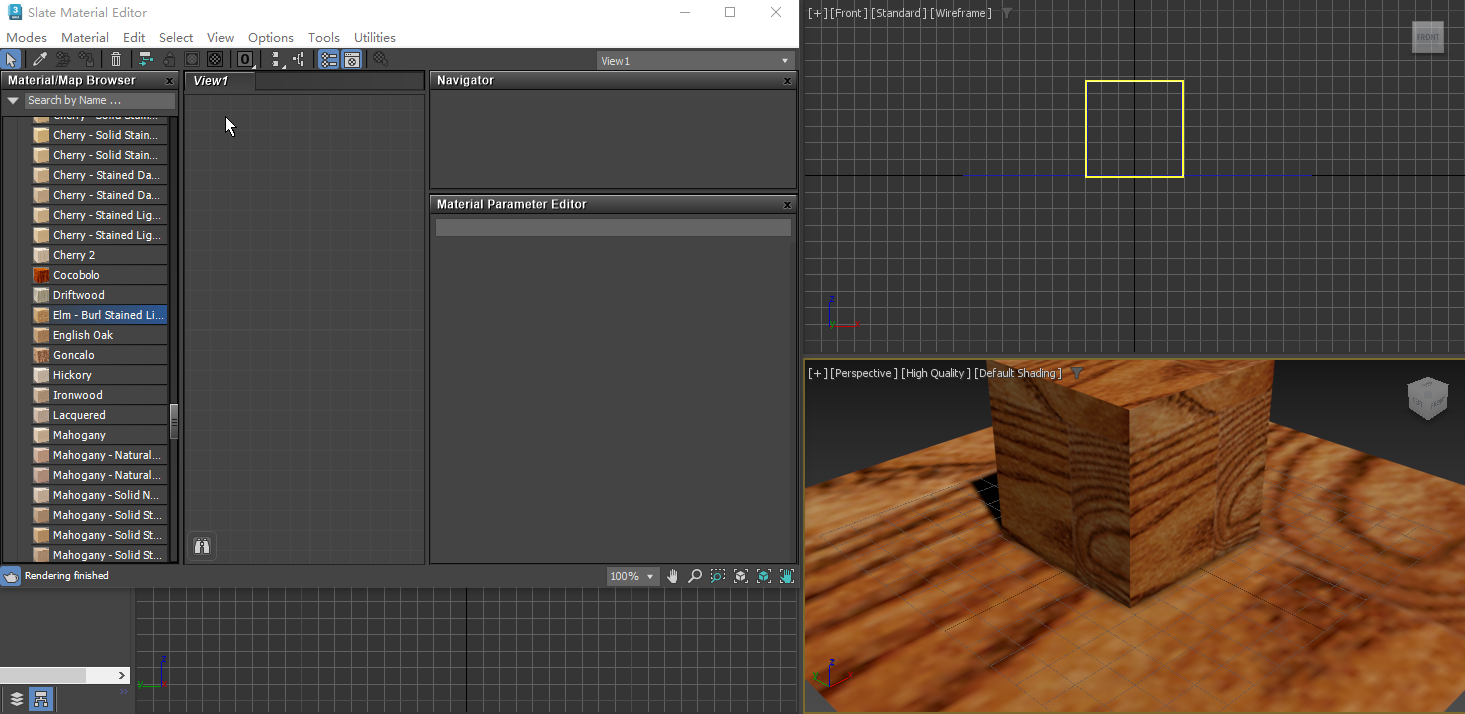 Slate Material Editor
Modes Material Edit Select View Options Tools Utilities
0
View1
Material/Map Browser x
Search by Name ...
Cherry - Solid Stain...
Cherry - Solid Stain...
Cherry - Solid Stain...
Cherry - Stained Da...
Cherry - Stained Da...
Cherry - Stained Lig...
Cherry - Stained Lig...
Cherry 2
Cocobolo
Driftwood
Elm - Burl Stained Li...
English Oak
Goncalo
Hickory
Ironwood
Lacquered
Mahogany
Mahogany - Natural...
Mahogany - Natural...
Mahogany - Solid N...
Mahogany - Solid St...
Mahogany - Solid St...
Mahogany - Solid St...
View1
Navigator x
Material Parameter Editor x
Rendering finished
100%
z
y
x
[+] [Front ] [Standard ] [Wireframe ]
FRONT
z
y
x
[+] [Perspective ] [High Quality ] [Default Shading ]
FRONT
z
x